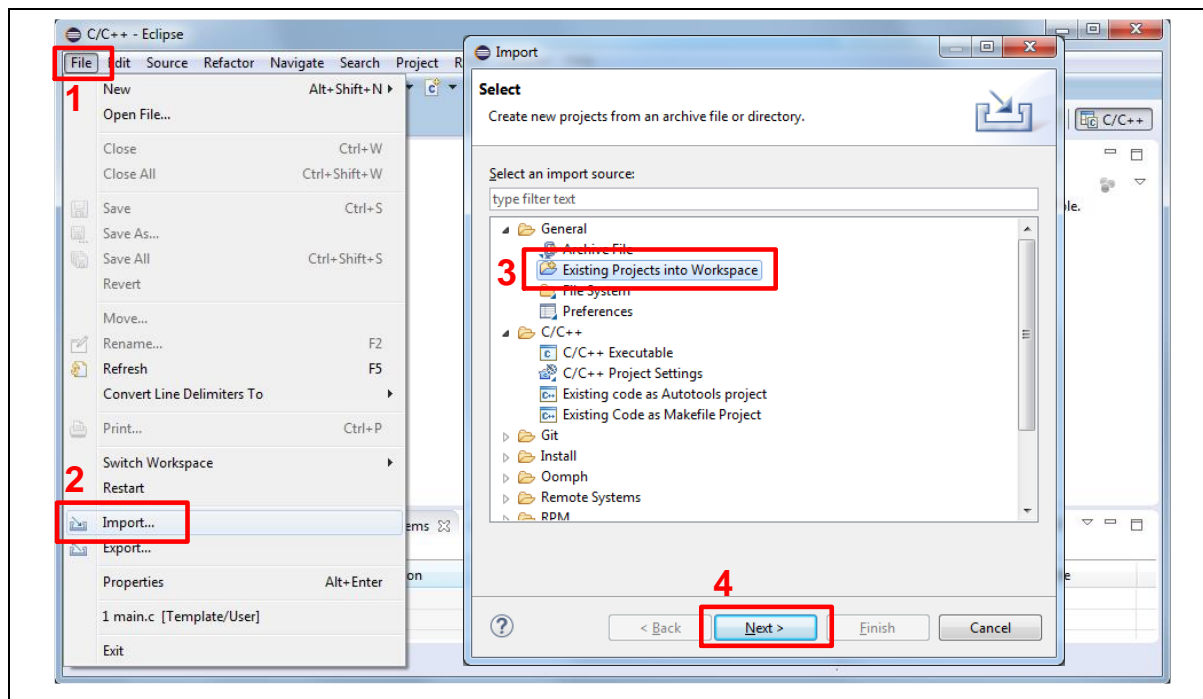 C/C++ - Eclipse
File Edit Source Refactor Navigate Search Project R
1
New Alt+Shift+N
Open File...
Close Ctrl+W
Close All Ctrl+Shift+W
Save Ctrl+S
Save As...
Save All Ctrl+Shift+S
Revert
Move...
Rename... F2
Refresh F5
Convert Line Delimiters To
Print... Ctrl+P
Switch Workspace
2
Restart
Import...
Export...
Properties Alt+Enter
1 main.c [Template/User]
Exit
ems
on
Import
Select
Create new projects from an archive file or directory.
Select an import source:
type filter text
General
Archive File
3
Existing Projects into Workspace
File System
Preferences
C/C++
C/C++ Executable
C/C++ Project Settings
Existing code as Autotools project
Existing Code as Makefile Project
Git
Install
Oomph
Remote Systems
RPM
4
? < Back Next > Finish Cancel
C/C++
ble.
e